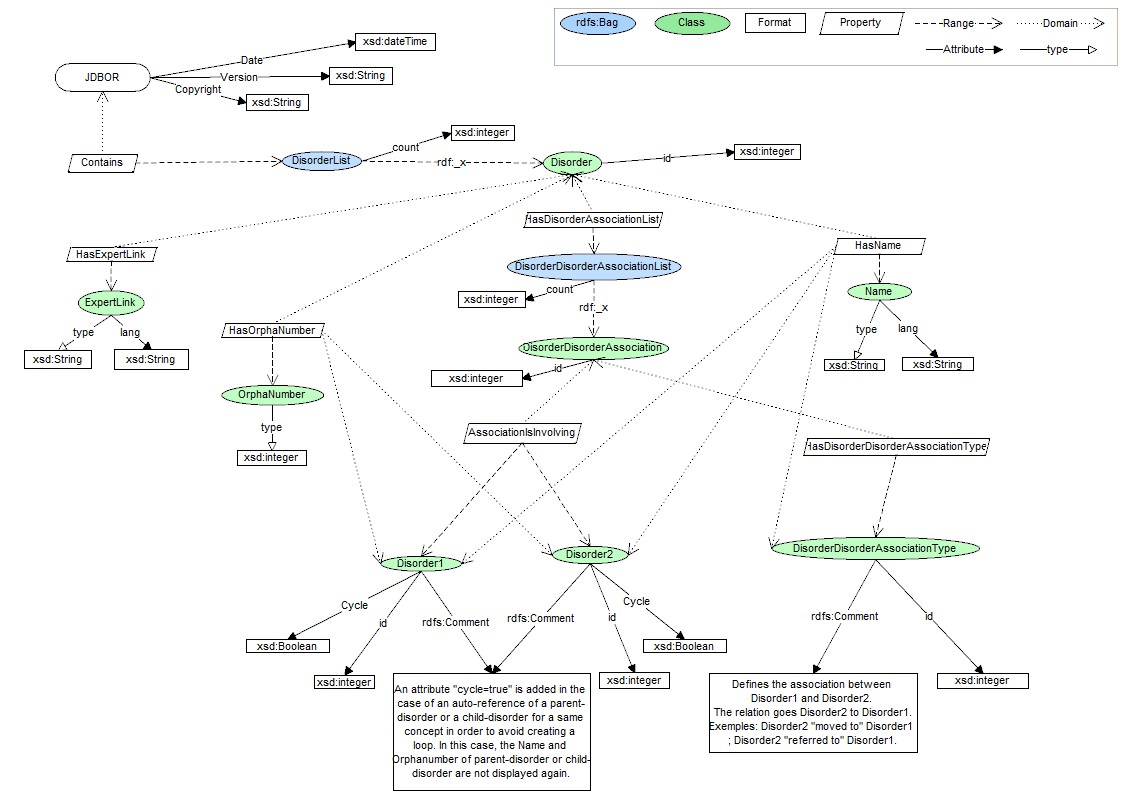 rdfs:Bag
Class
Format
Property
Range
Domain
Attribute
type
xsd:dateTime
Date
JDBOR
Version
xsd:String
Copyright
xsd:String
xsd:integer
count
Contains
DisorderList
rdf:_x
Disorder
id
xsd:integer
HasDisorderAssociationList
HasExpertLink
HasName
DisorderDisorderAssociationList
ExpertLink
count
xsd:integer
Name
rdf:_x
type
lang
HasOrphaNumber
type
lang
xsd:String
xsd:String
DisorderDisorderAssociation
xsd:String
xsd:String
id
xsd:integer
OrphaNumber
type
AssociationIsInvolving
HasDisorderDisorderAssociationType
xsd:integer
Disorder1
Disorder2
DisorderDisorderAssociationType
Cycle
id
rdfs:Comment
rdfs:Comment
id
Cycle
rdfs:Comment
id
xsd:Boolean
xsd:Boolean
xsd:integer
xsd:integer
xsd:integer
An attribute "cycle=true" is added in the
case of an auto-reference of a parent-
disorder or a child-disorder for a same
concept in order to avoid creating a
loop. In this case, the Name and
Orphanumber of parent-disorder or child-
disorder are not displayed again.
Defines the association between
Disorder1 and Disorder2.
The relation goes Disorder2 to Disorder1.
Exemples: Disorder2 "moved to" Disorder1
; Disorder2 "referred to" Disorder1.